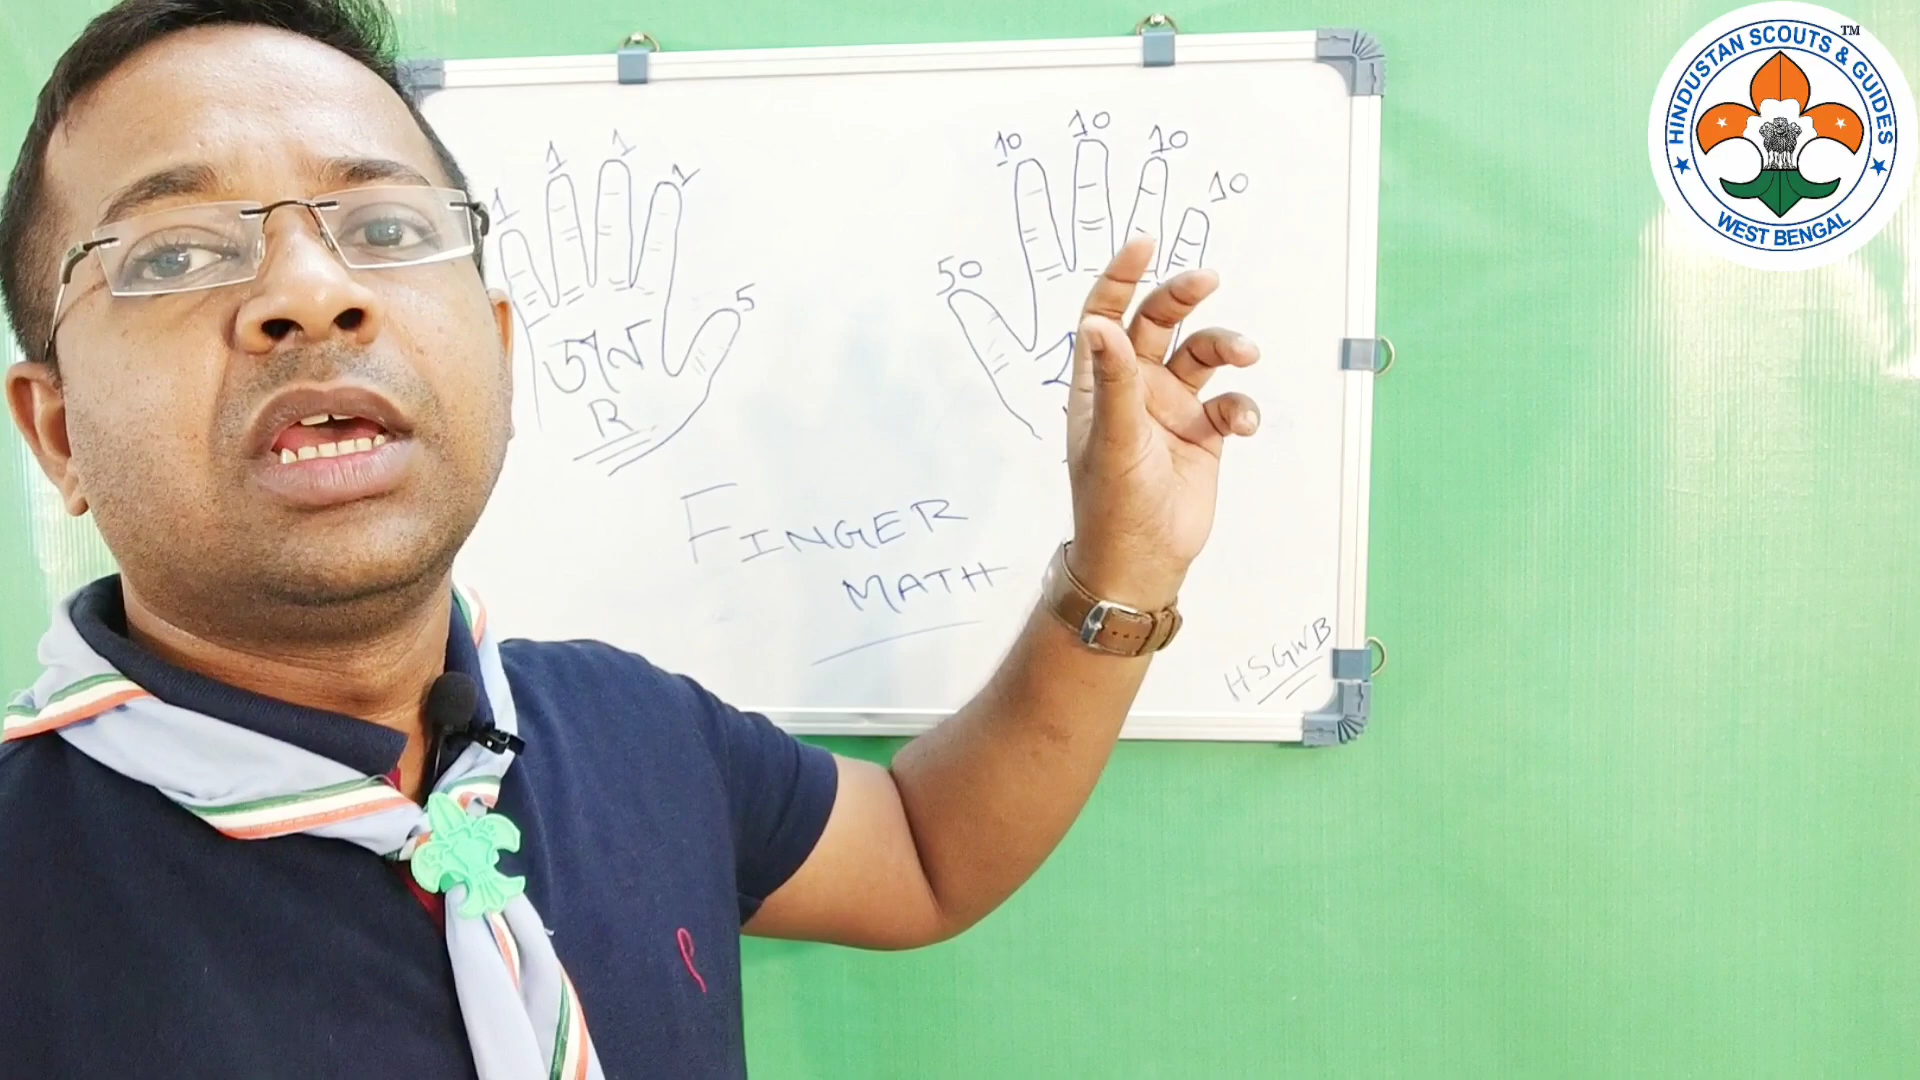 1
1
1
1
5
ডান
R
10
10
10
10
50
FINGER
MATH
HSGWB
HINDUSTAN SCOUTS & GUIDES
TM
WEST BENGAL